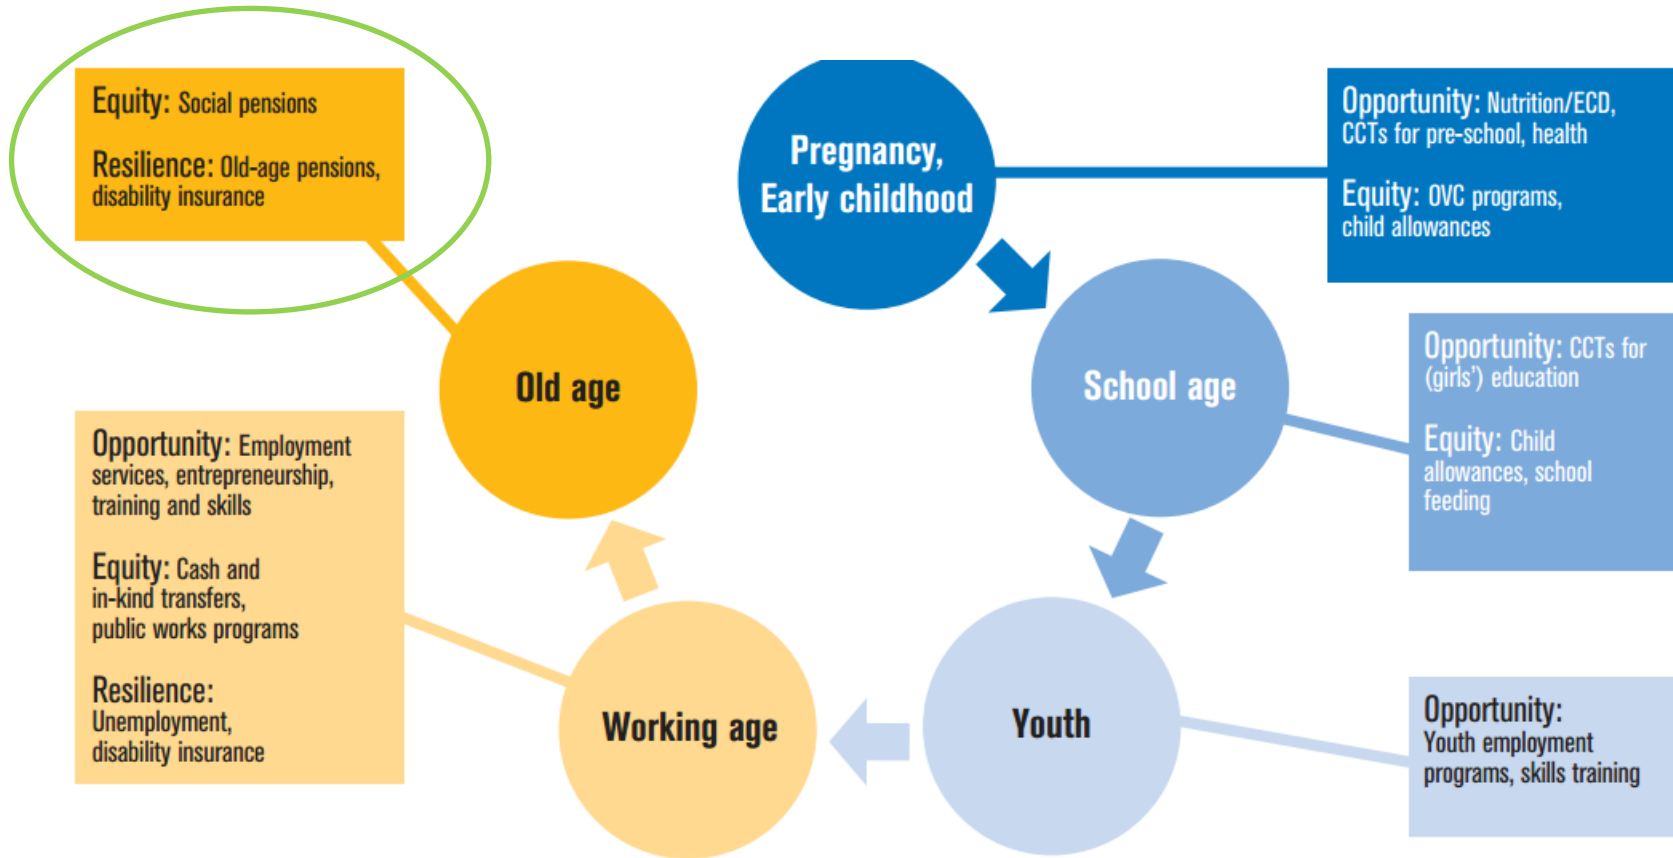 Equity: Social pensions
Resilience: Old-age pensions,
disability insurance
Pregnancy,
Early childhood
Opportunity: Nutrition/ECD,
CCTs for pre-school, health
Equity: OVC programs,
child allowances
Old age
School age
Opportunity: CCTs for
(girls’) education
Equity: Child
allowances, school
feeding
Opportunity: Employment
services, entrepreneurship,
training and skills
Equity: Cash and
in-kind transfers,
public works programs
Resilience:
Unemployment,
disability insurance
Working age
Youth
Opportunity:
Youth employment
programs, skills training